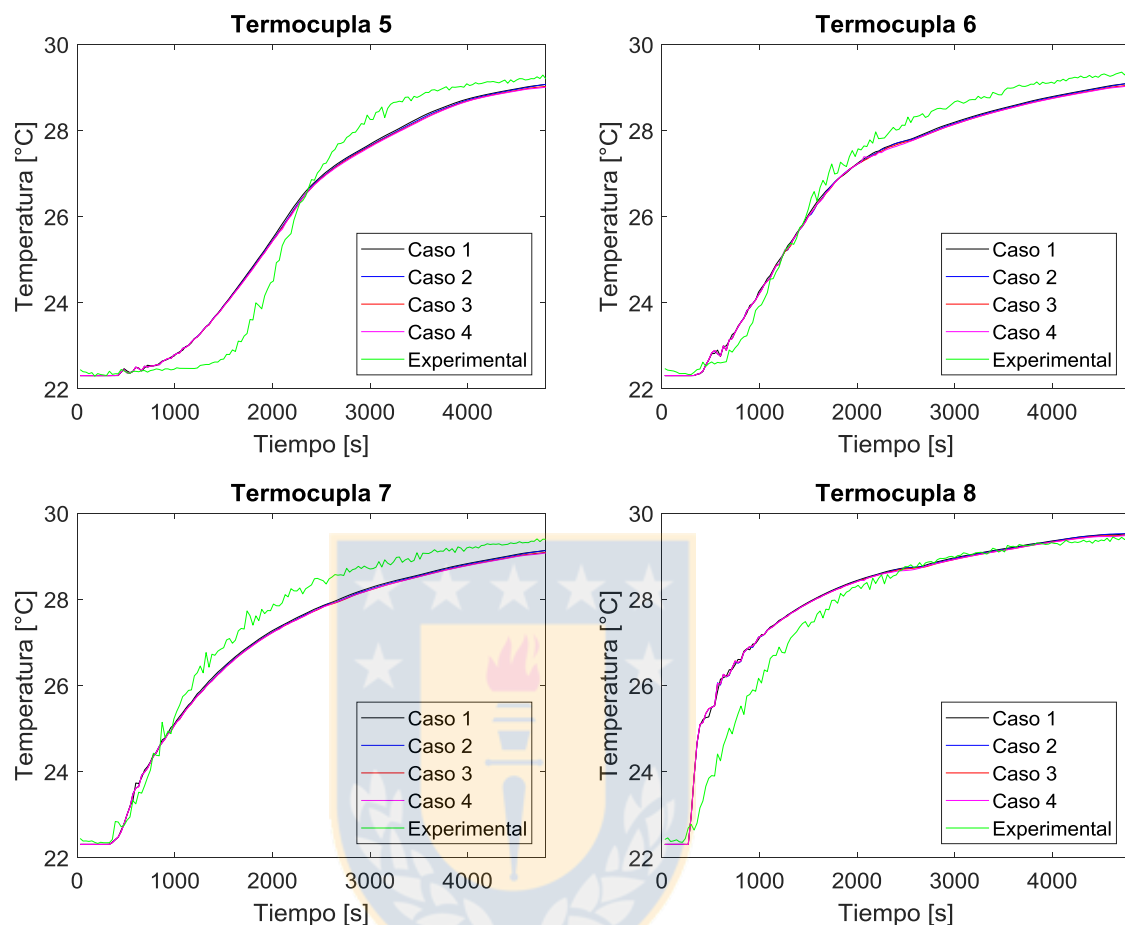 Termocupla 5
30
28
26
24
22
Temperatura [°C]
Caso 1
Caso 2
Caso 3
Caso 4
Experimental
0 1000 2000 3000 4000
Tiempo [s]
Termocupla 6
30
28
26
24
22
Temperatura [°C]
Caso 1
Caso 2
Caso 3
Caso 4
Experimental
0 1000 2000 3000 4000
Tiempo [s]
Termocupla 7
30
28
26
24
22
Temperatura [°C]
Caso 1
Caso 2
Caso 3
Caso 4
Experimental
0 1000 2000 3000 4000
Tiempo [s]
Termocupla 8
30
28
26
24
22
Temperatura [°C]
Caso 1
Caso 2
Caso 3
Caso 4
Experimental
0 1000 2000 3000 4000
Tiempo [s]